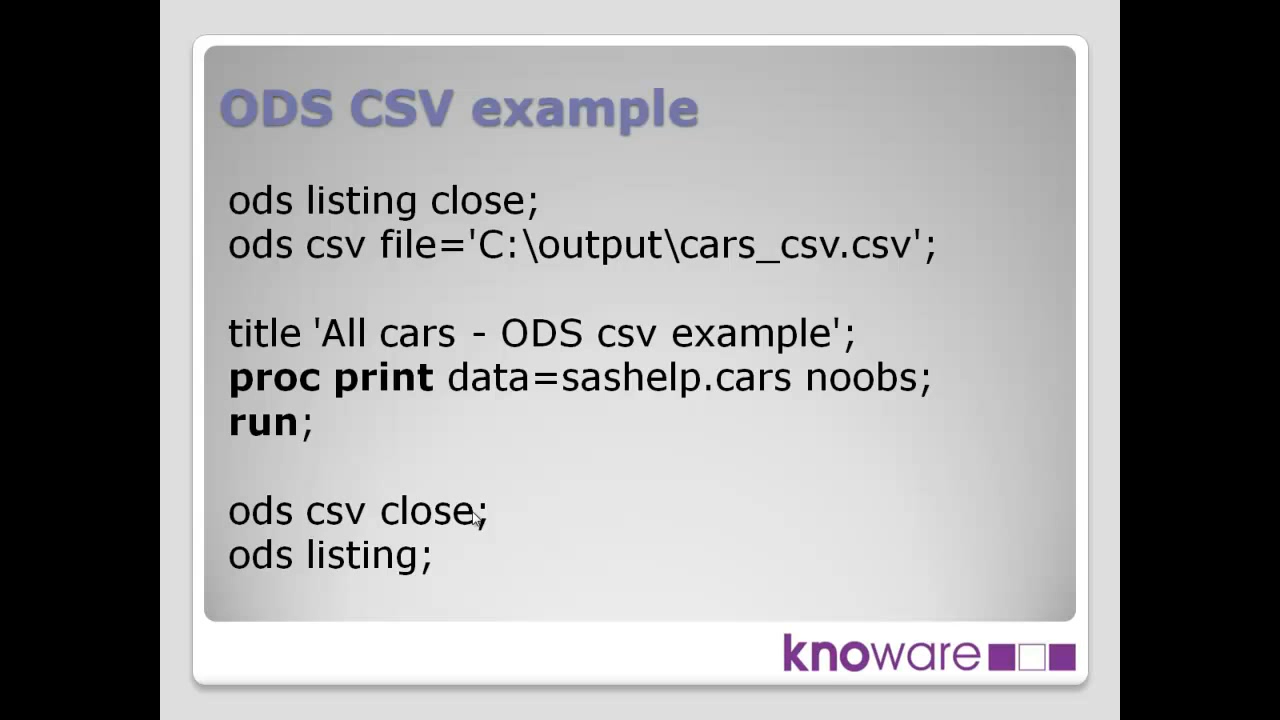 ODS CSV example
ods listing close;
ods csv file='C:\output\cars_csv.csv';
title 'All cars - ODS csv example';
proc print data=sashelp.cars noobs;
run;
ods csv close;
ods listing;
knoware